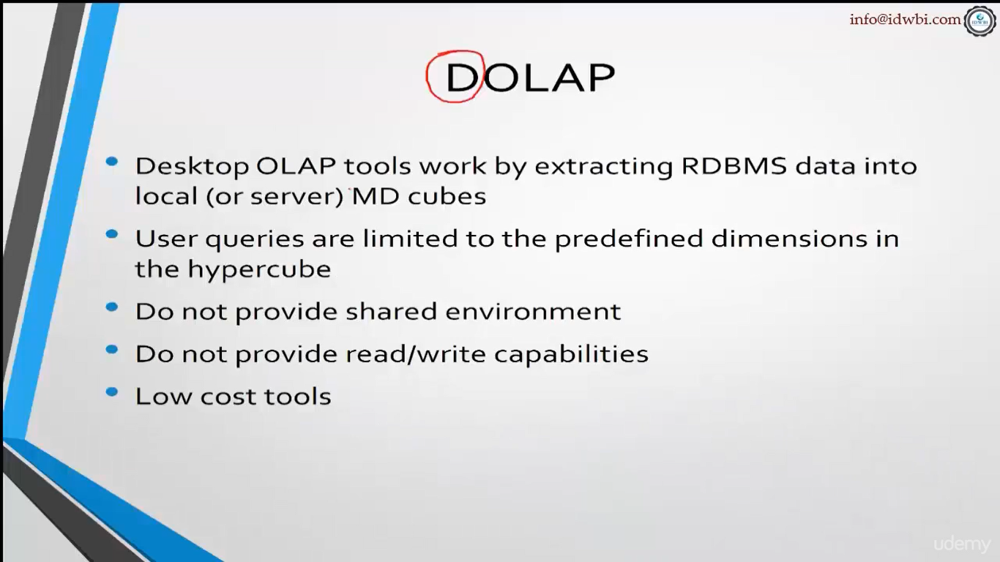 info@idwbi.com
DOLAP
• Desktop OLAP tools work by extracting RDBMS data into
local (or server) MD cubes
• User queries are limited to the predefined dimensions in
the hypercube
• Do not provide shared environment
• Do not provide read/write capabilities
• Low cost tools
udemy